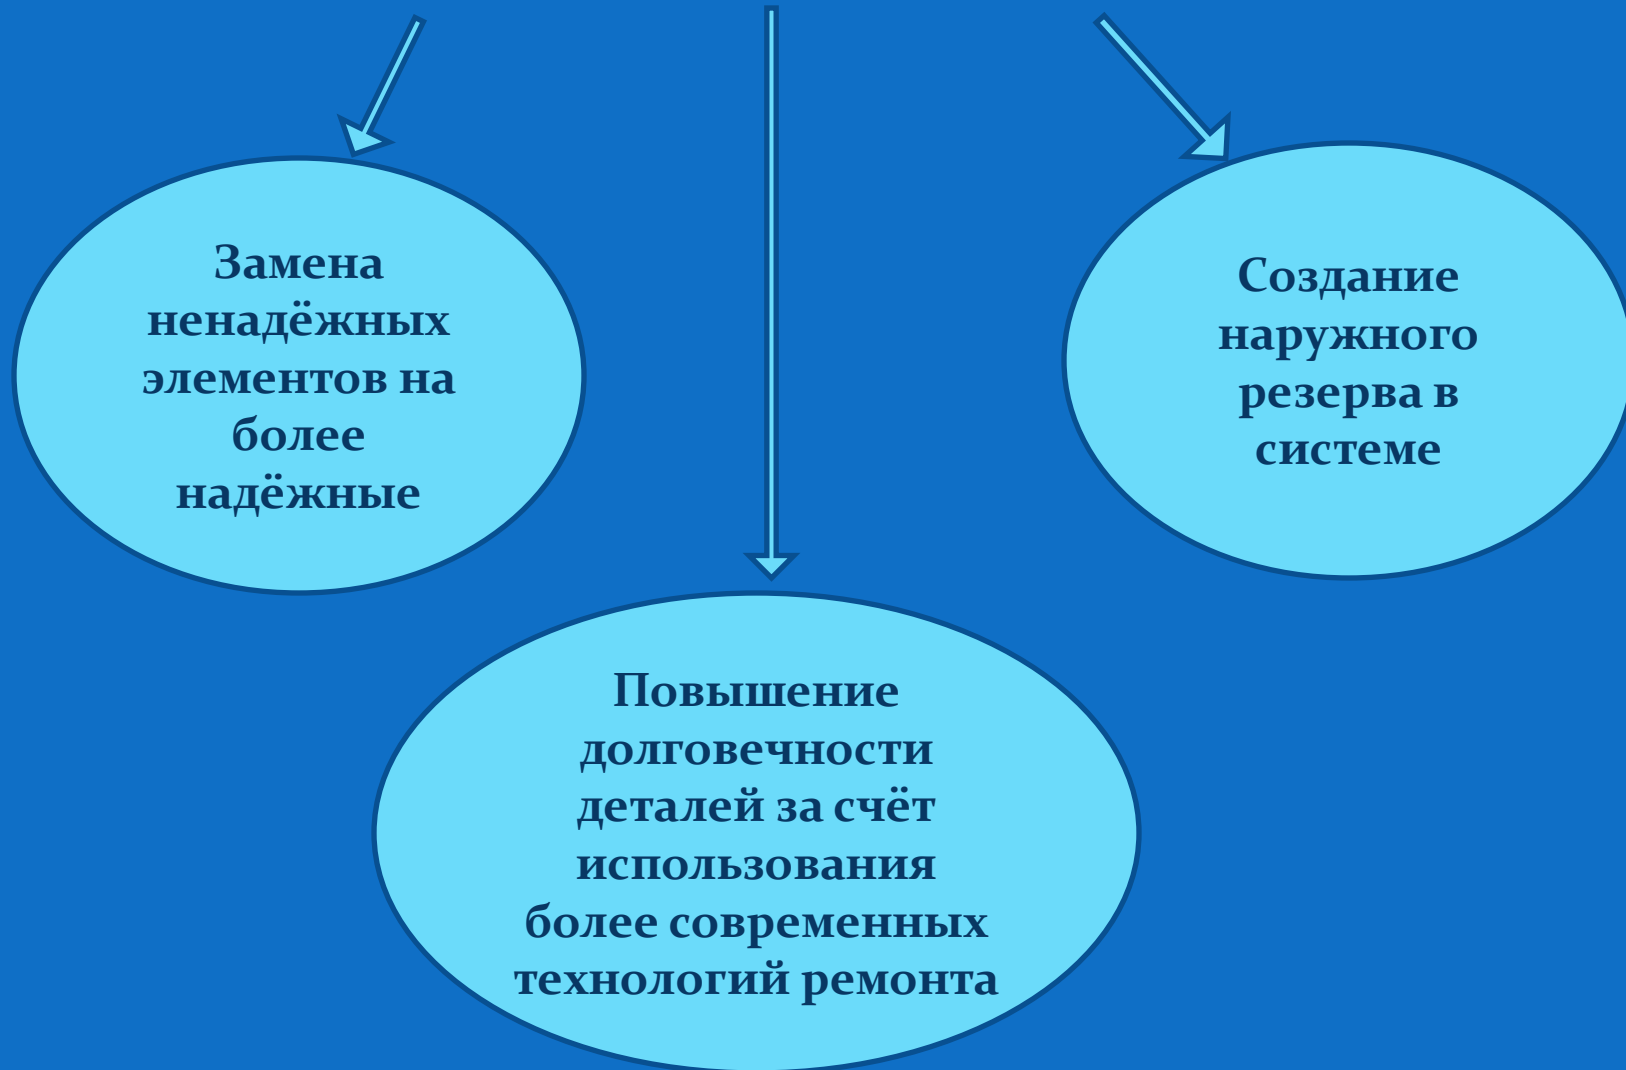 Замена
ненадёжных
элементов на
более
надёжные
Создание
наружного
резерва в
системе
Повышение
долговечности
деталей за счёт
использования
более современных
технологий ремонта